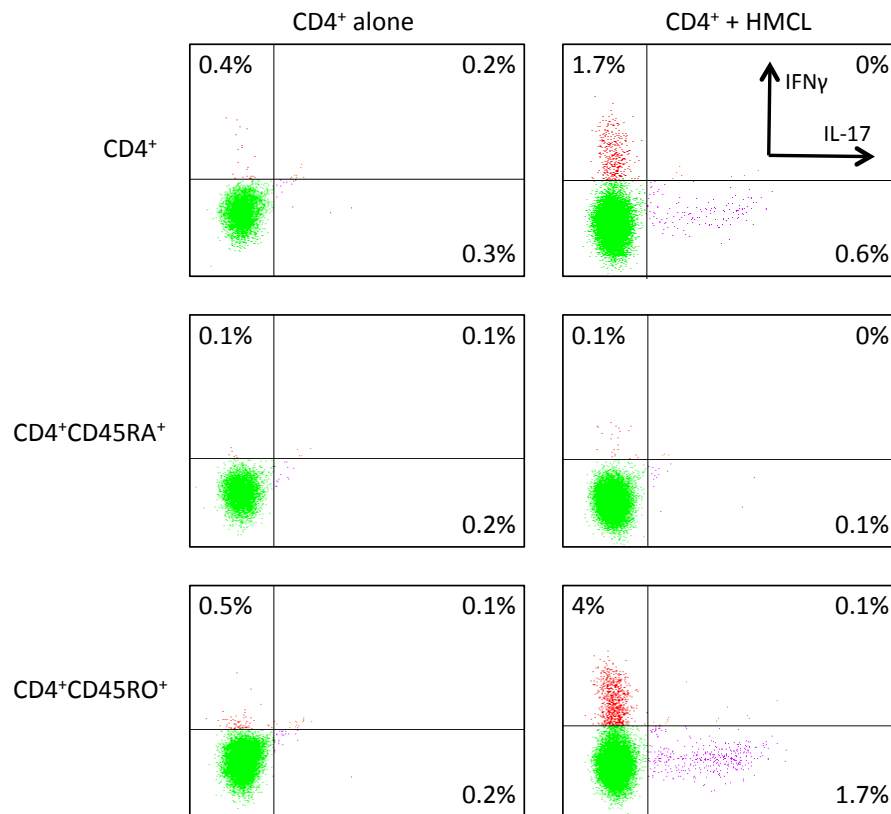 CD4⁺ alone
CD4⁺ + HMCL
CD4⁺
0.4%
0.2%
0.3%
1.7%
0%
IFNγ
IL-17
0.6%
CD4⁺CD45RA⁺
0.1%
0.1%
0.2%
0.1%
0%
0.1%
CD4⁺CD45RO⁺
0.5%
0.1%
0.2%
4%
0.1%
1.7%